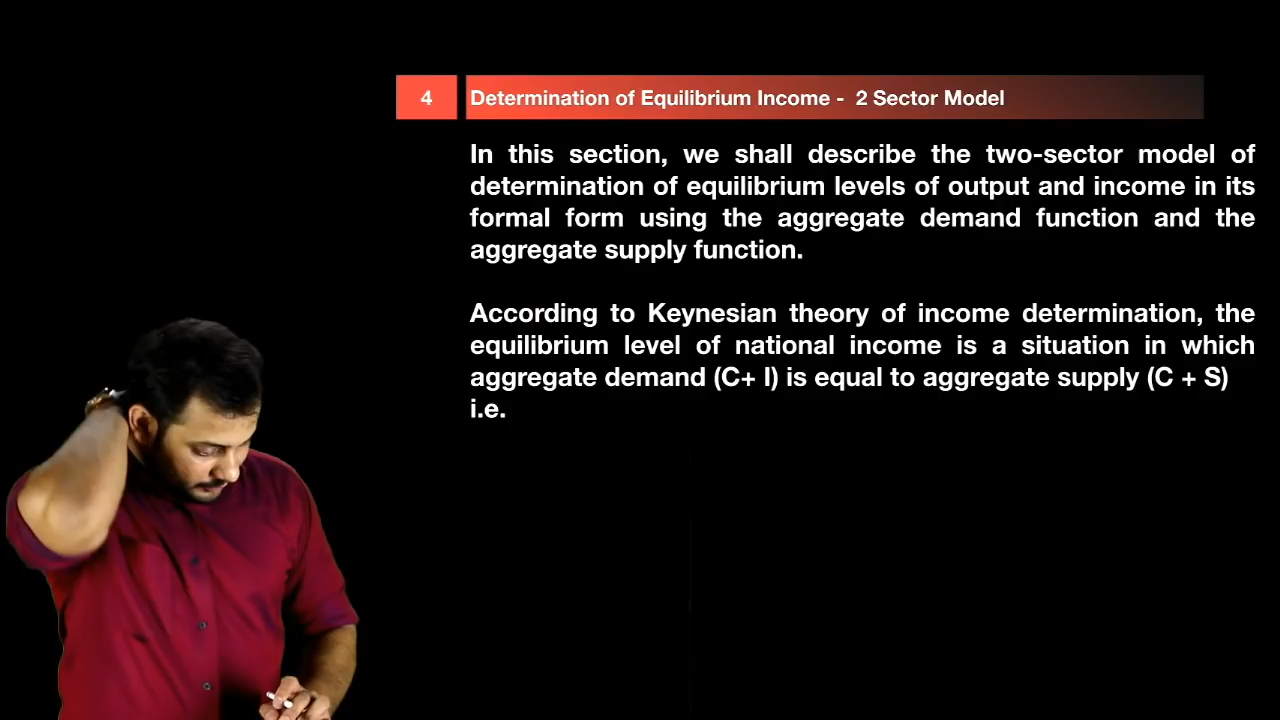 4 Determination of Equilibrium Income - 2 Sector Model
In this section, we shall describe the two-sector model of
determination of equilibrium levels of output and income in its
formal form using the aggregate demand function and the
aggregate supply function.
According to Keynesian theory of income determination, the
equilibrium level of national income is a situation in which
aggregate demand (C+ I) is equal to aggregate supply (C + S)
i.e.